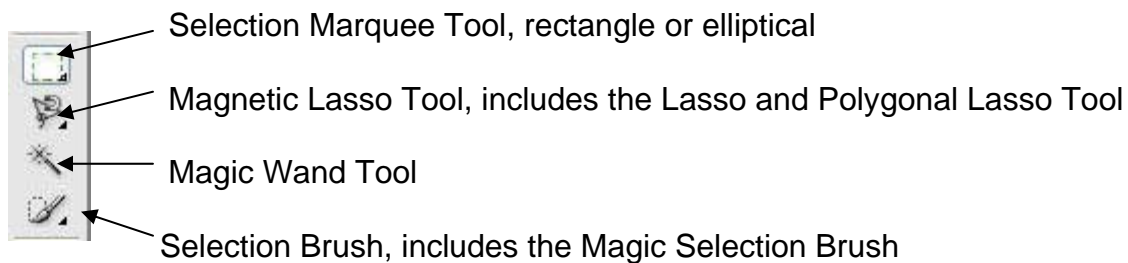 Selection Marquee Tool, rectangle or elliptical
Magnetic Lasso Tool, includes the Lasso and Polygonal Lasso Tool
Magic Wand Tool
Selection Brush, includes the Magic Selection Brush